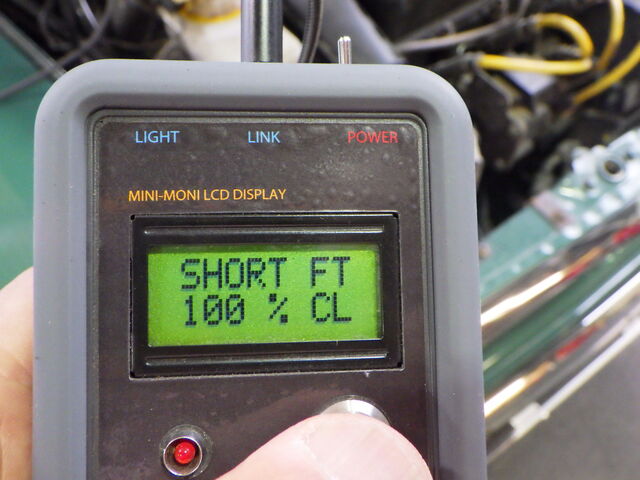 LIGHT LINK POWER
MINI-MONI LCD DISPLAY
SHORT FT
100 % CL